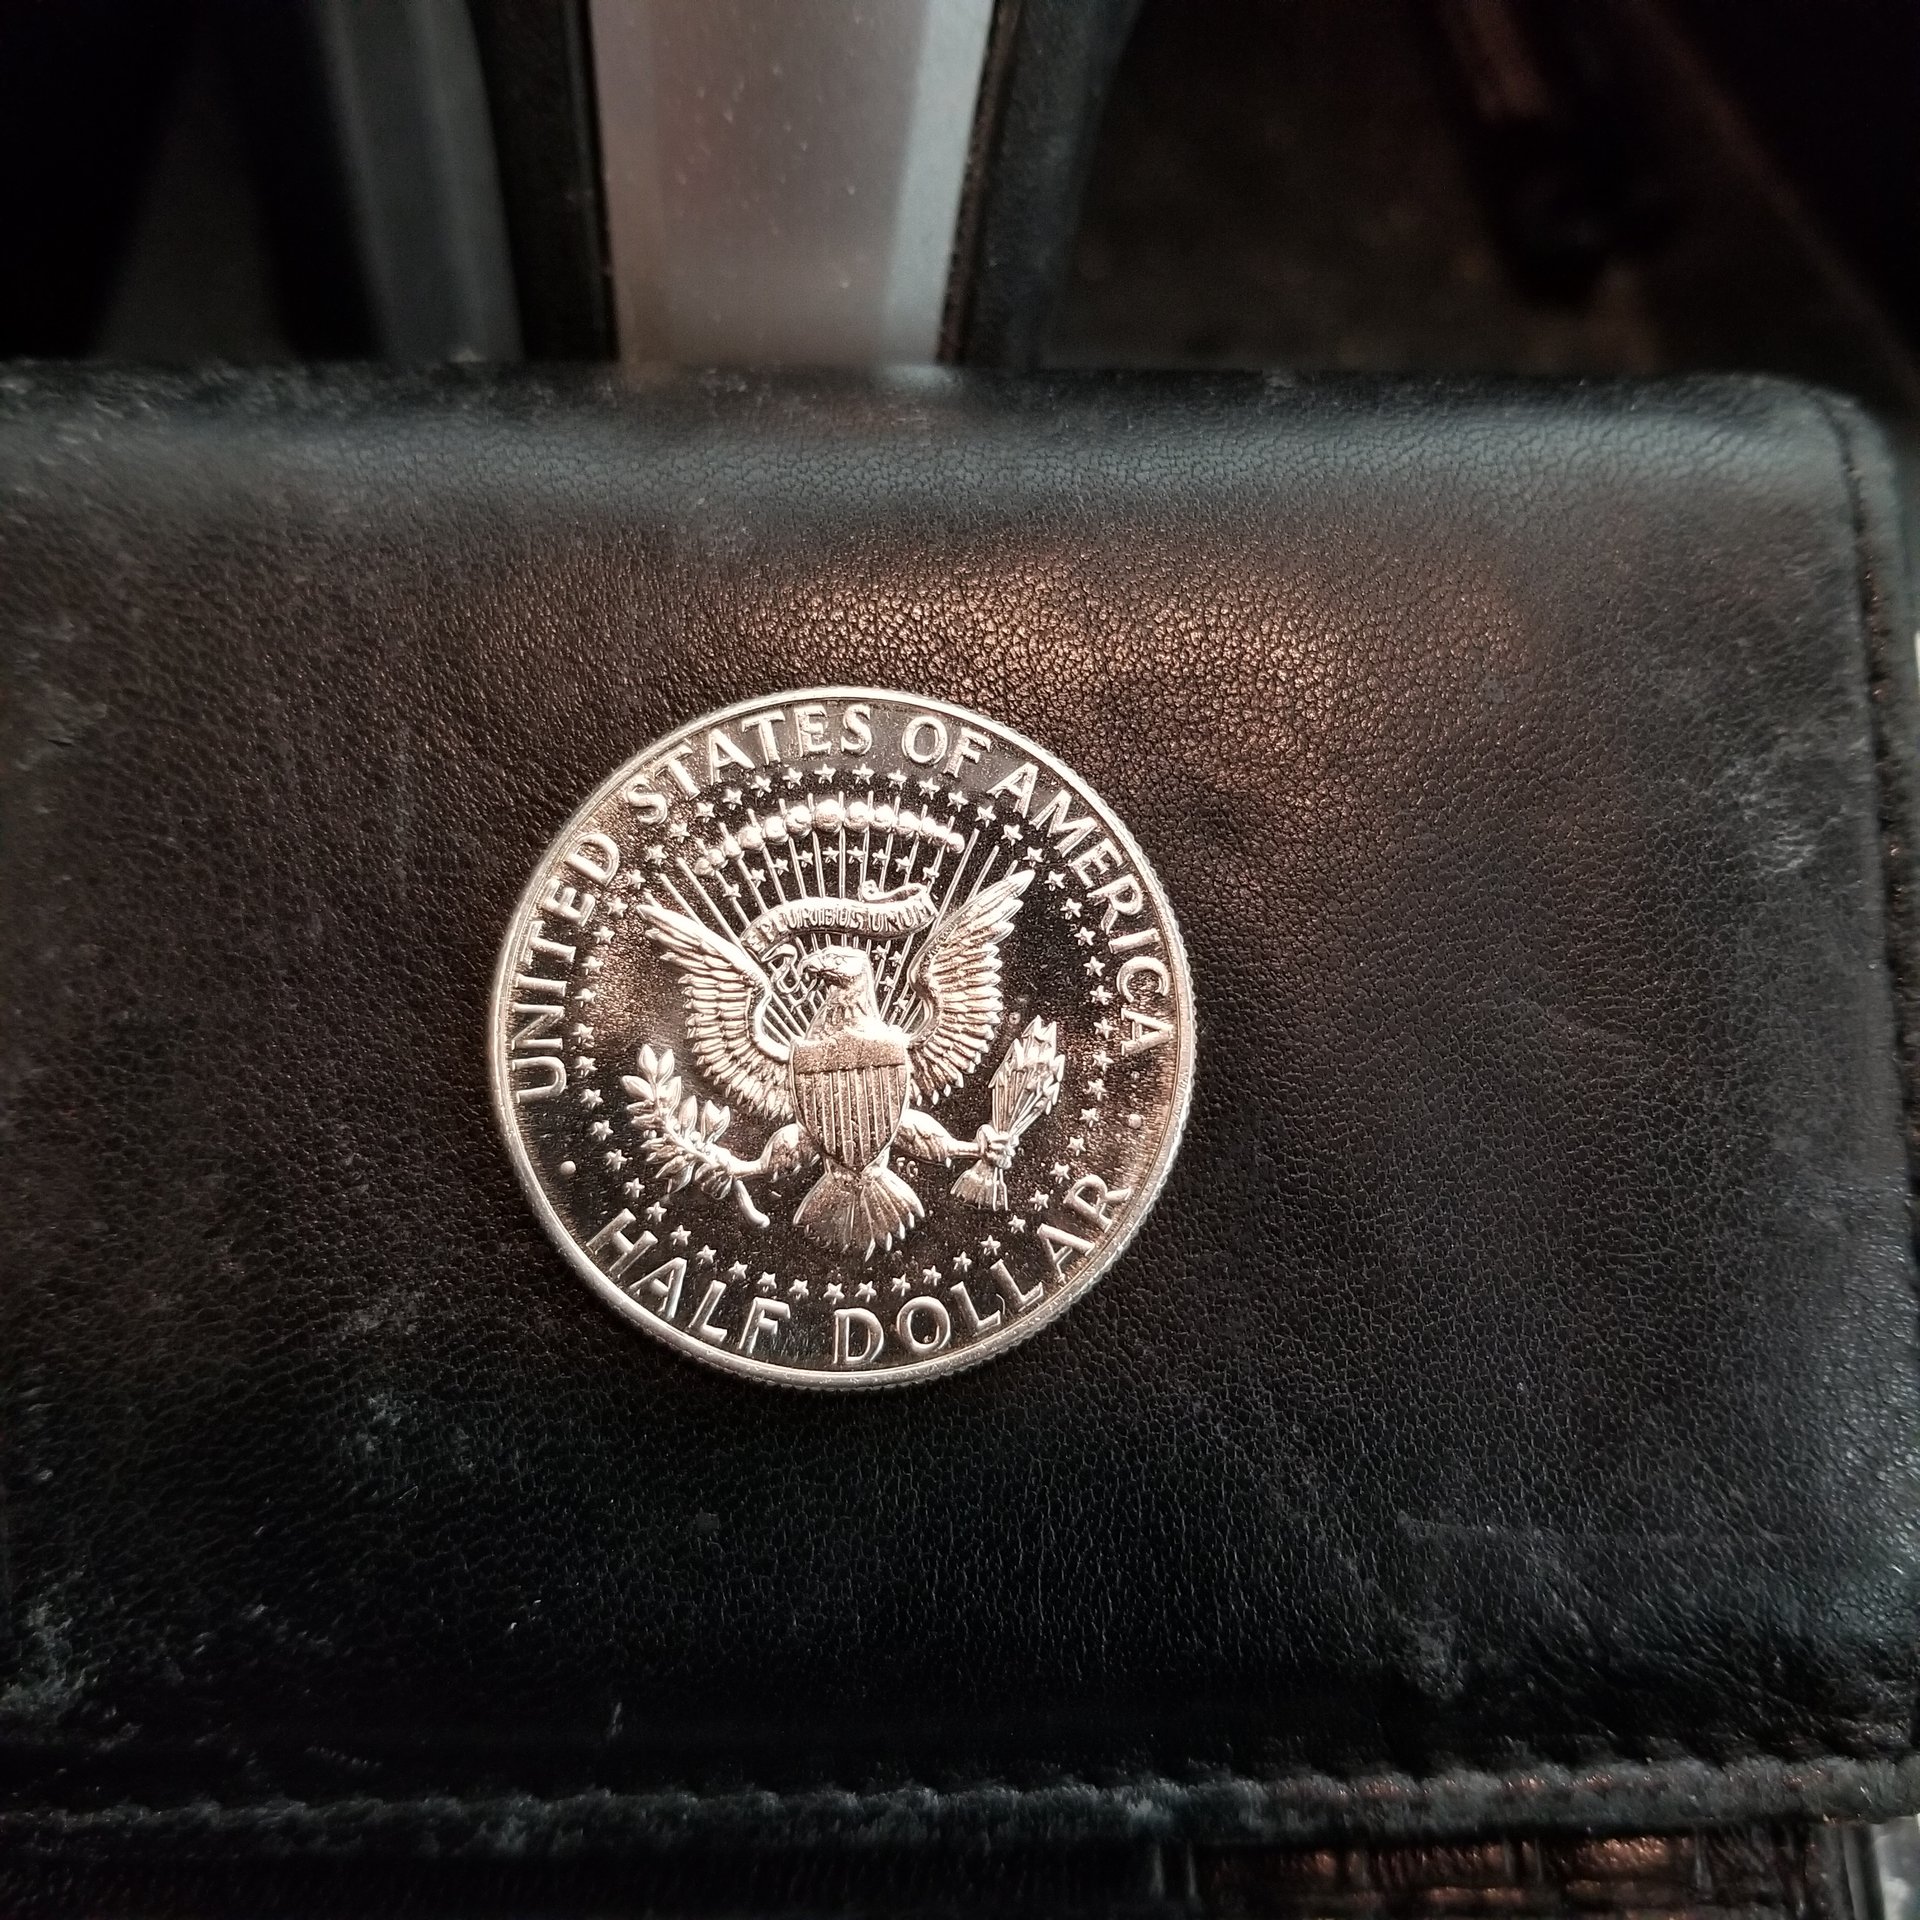 UNITED STATES OF AMERICA
E PLURIBUS UNUM
HALF DOLLAR